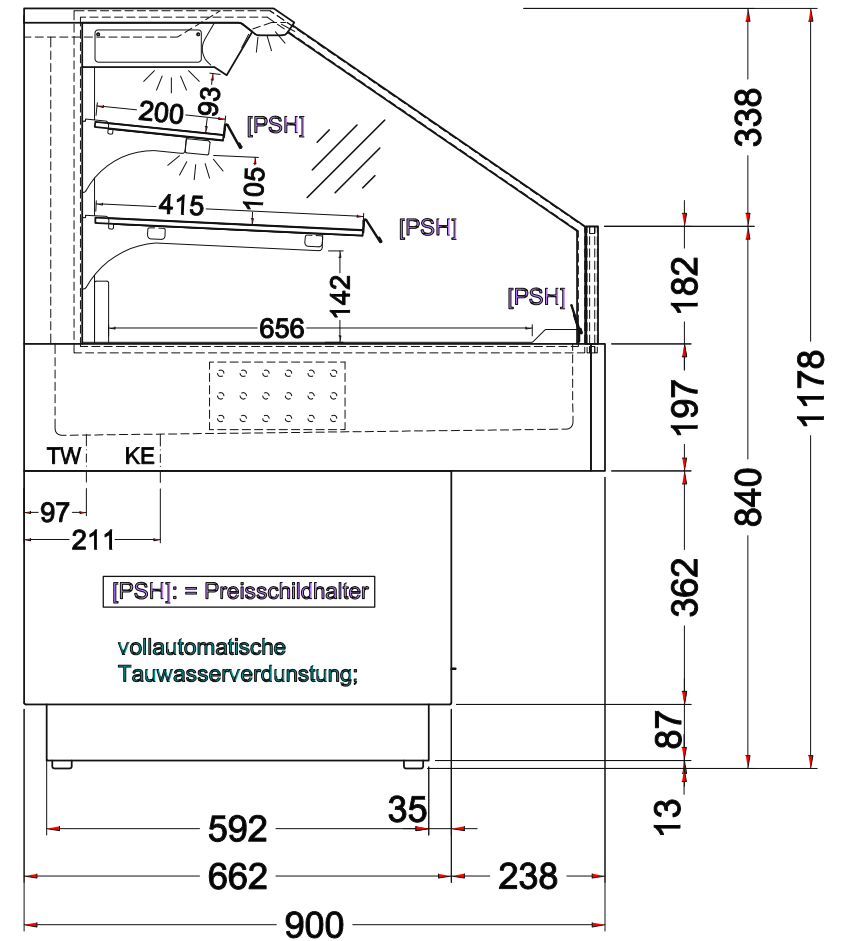 93
200
[PSH]
338
105
415
[PSH]
182
142
[PSH]
656
1178
197
TW
KE
840
97
211
362
[PSH]: = Preisschildhalter
vollautomatische
Tauwasserverdunstung;
87
13
35
592
662
238
900